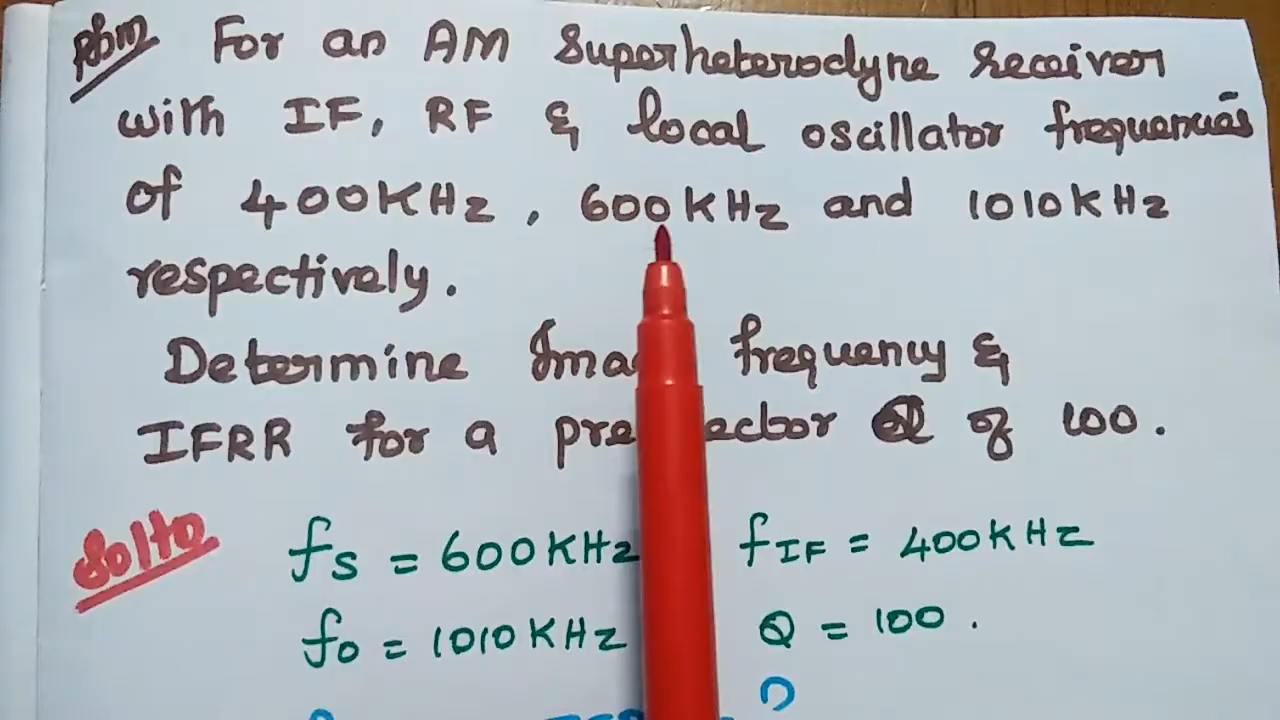 Pbm For an AM Superheterodyne receiver
with IF, RF & local oscillator frequencies
of 400KHz, 600KHz and 1010KHz
respectively.
Determine frequency &
IFRR for a Q of 100.
Soltn
fs = 600KHz fIF = 400KHz
fo = 1010KHz Q = 100.
?